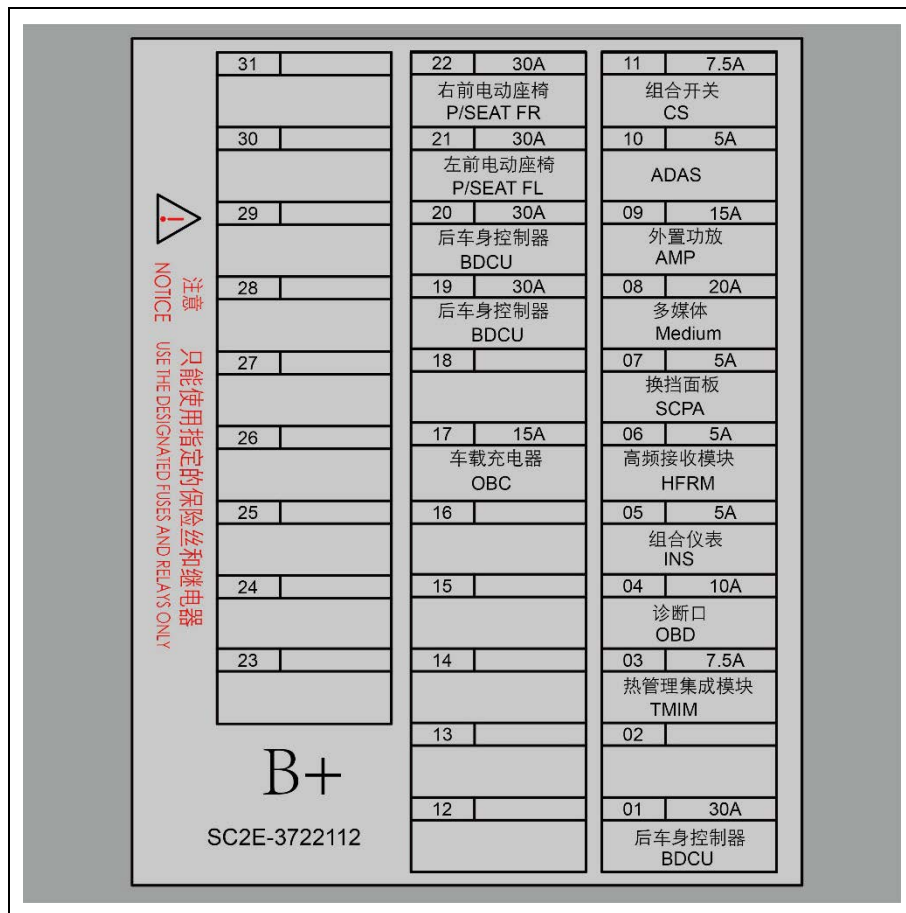 31
30
29
28
27
26
25
24
23
22 30A
右前电动座椅
P/SEAT FR
21 30A
左前电动座椅
P/SEAT FL
20 30A
后车身控制器
BDCU
19 30A
后车身控制器
BDCU
18
17 15A
车载充电器
OBC
16
15
14
13
12
11 7.5A
组合开关
CS
10 5A
ADAS
09 15A
外置功放
AMP
08 20A
多媒体
Medium
07 5A
换挡面板
SCPA
06 5A
高频接收模块
HFRM
05 5A
组合仪表
INS
04 10A
诊断口
OBD
03 7.5A
热管理集成模块
TMIM
02
01 30A
后车身控制器
BDCU
注意 只能使用指定的保险丝和继电器
NOTICE USE THE DESIGNATED FUSES AND RELAYS ONLY
B+
SC2E-3722112